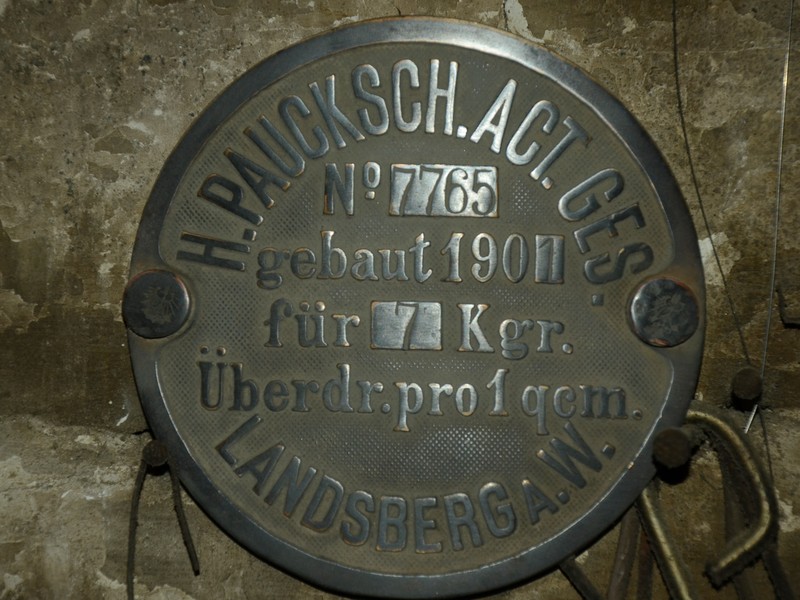 H. PAUCKSCH. ACT. GES.
Nº 7765
gebaut 1901
für 7 Kgr.
Überdr. pro 1 qcm.
LANDSBERG A. W.